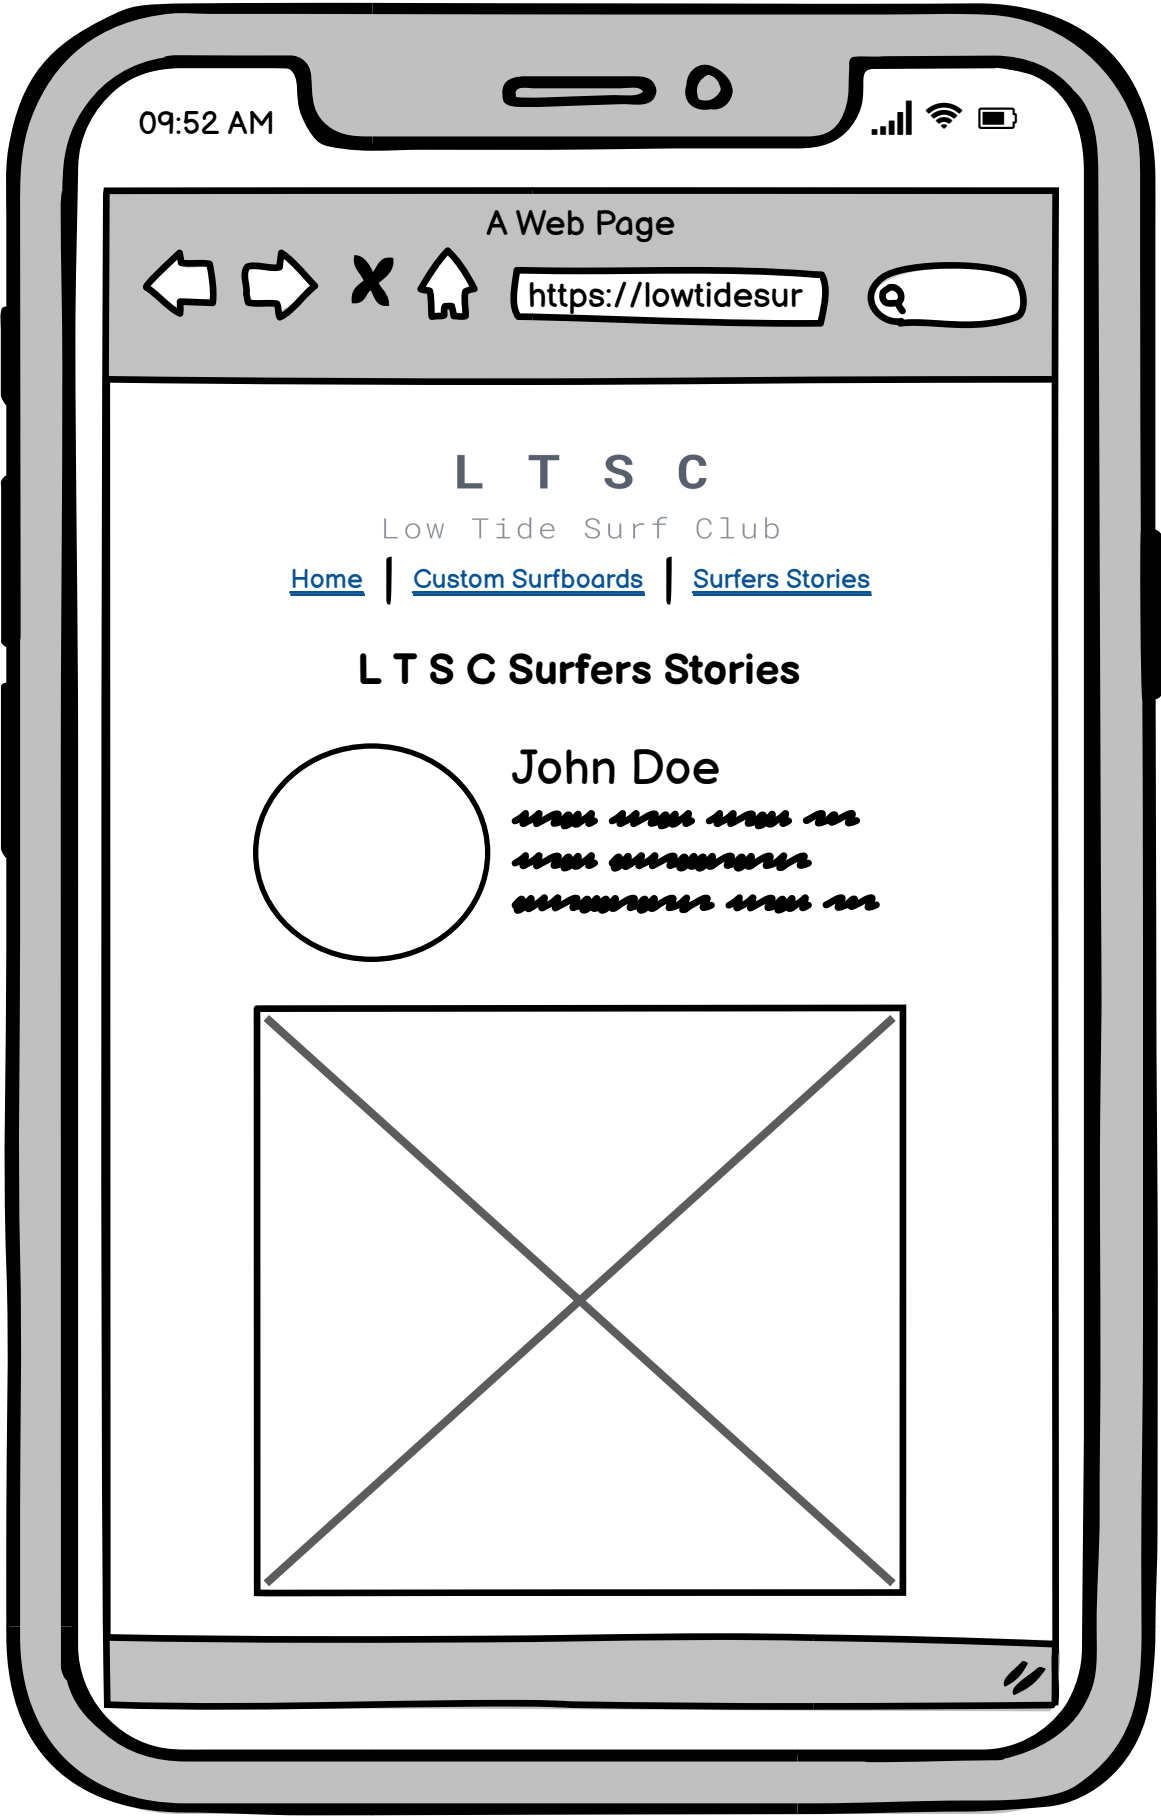 09:52 AM
A Web Page
https://lowtidesur
L T S C
Low Tide Surf Club
Home | Custom Surfboards | Surfers Stories
L T S C Surfers Stories
John Doe